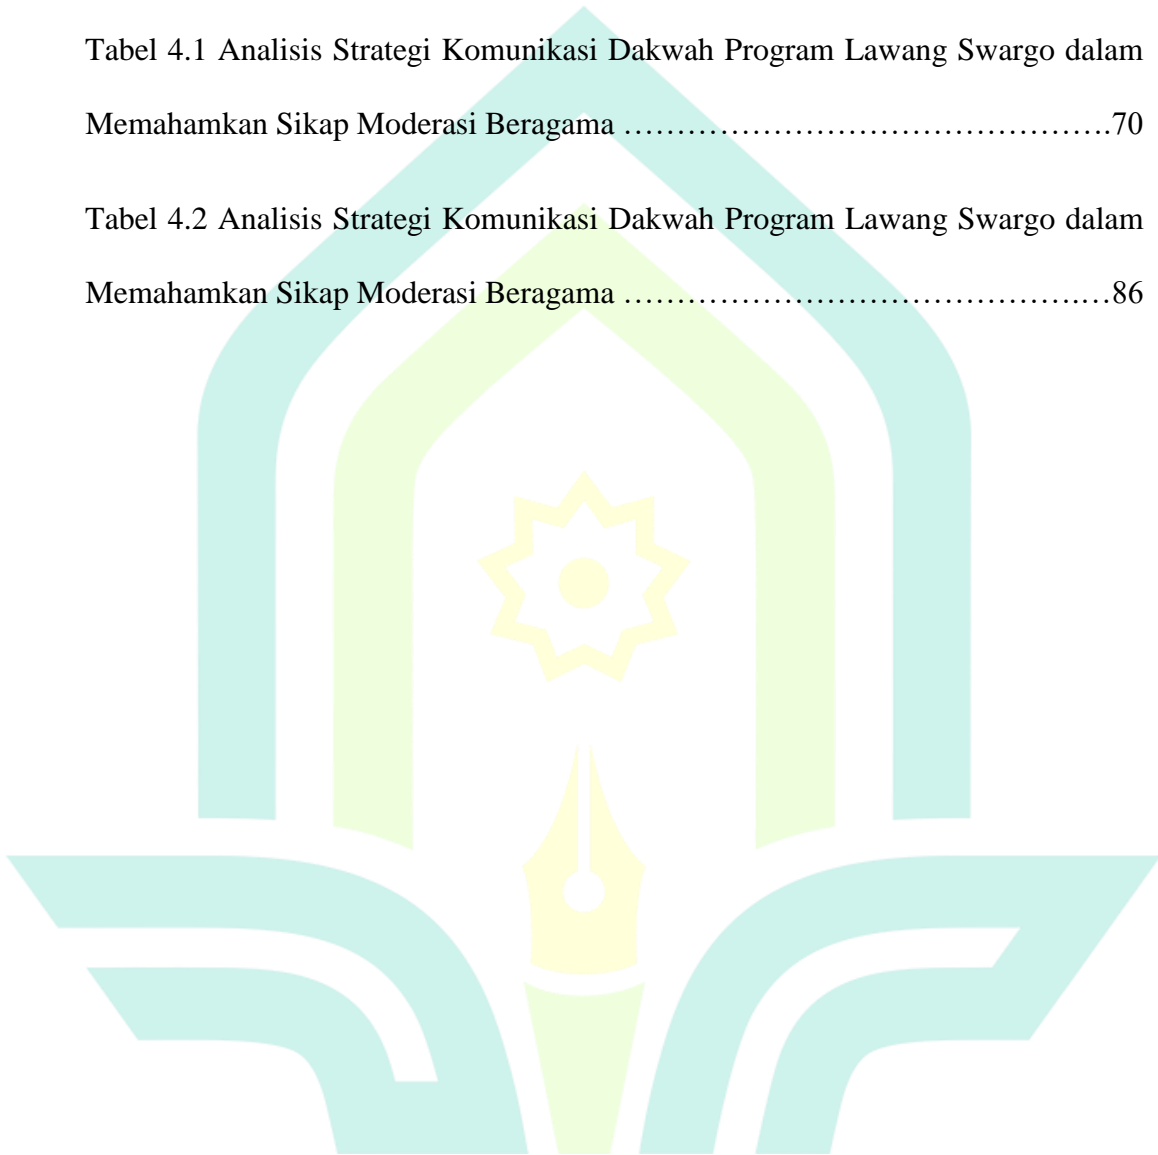 Tabel 4.1 Analisis Strategi Komunikasi Dakwah Program Lawang Swargo dalam
Memahamkan Sikap Moderasi Beragama …………………………………….70
Tabel 4.2 Analisis Strategi Komunikasi Dakwah Program Lawang Swargo dalam
Memahamkan Sikap Moderasi Beragama …………………………………….…86